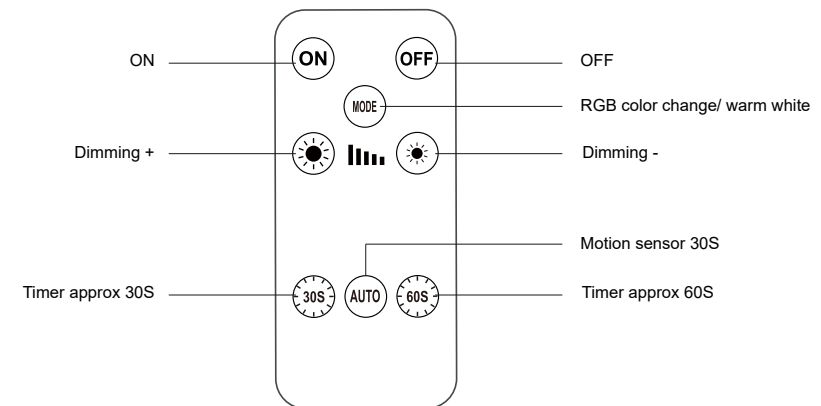 ON
ON
OFF
OFF
MODE
RGB color change/ warm white
Dimming +
Dimming -
Motion sensor 30S
Timer approx 30S
30S
AUTO
60S
Timer approx 60S